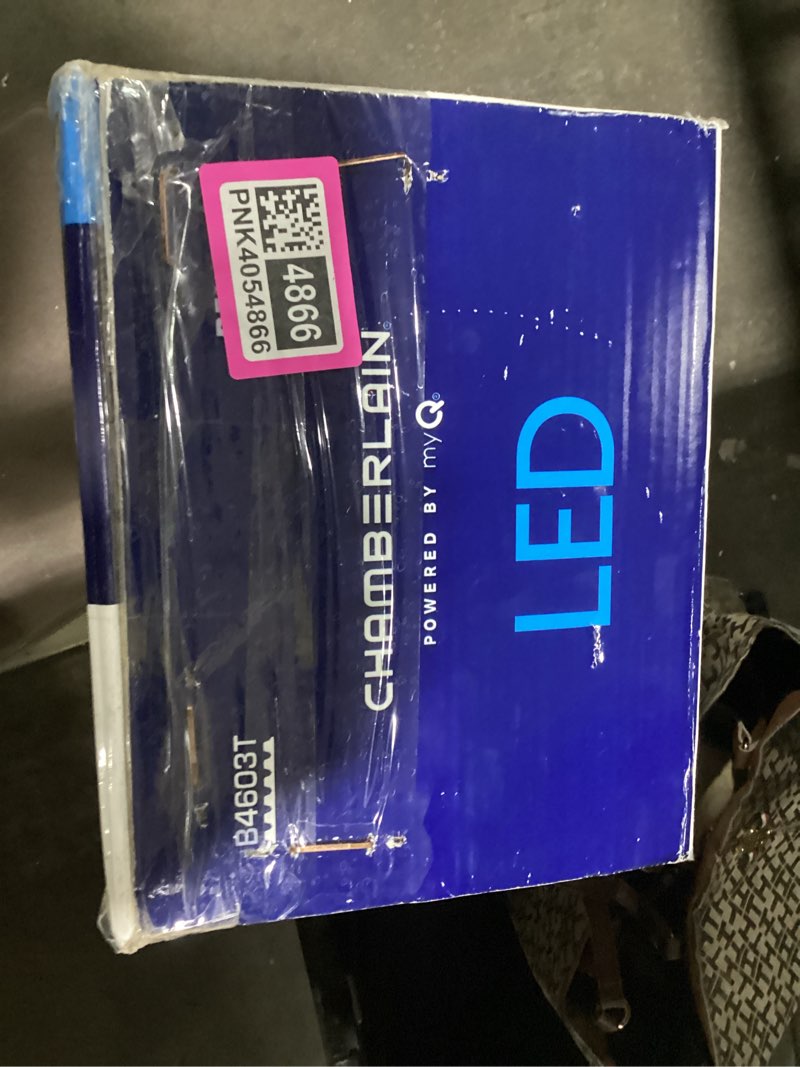 PNK4054866
4866
B4603T
CHAMBERLAIN®
POWERED BY myQ®
LED